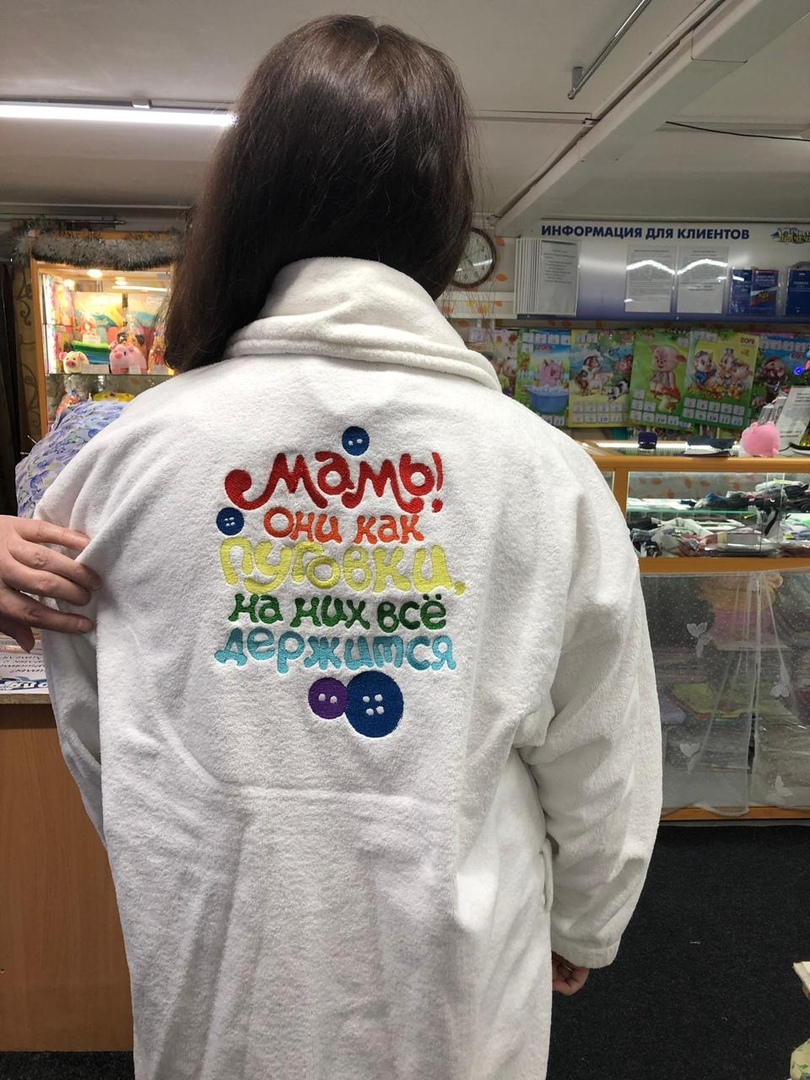 ИНФОРМАЦИЯ ДЛЯ КЛИЕНТОВ
мамы!
они как
пуговки,
на них всё
держится